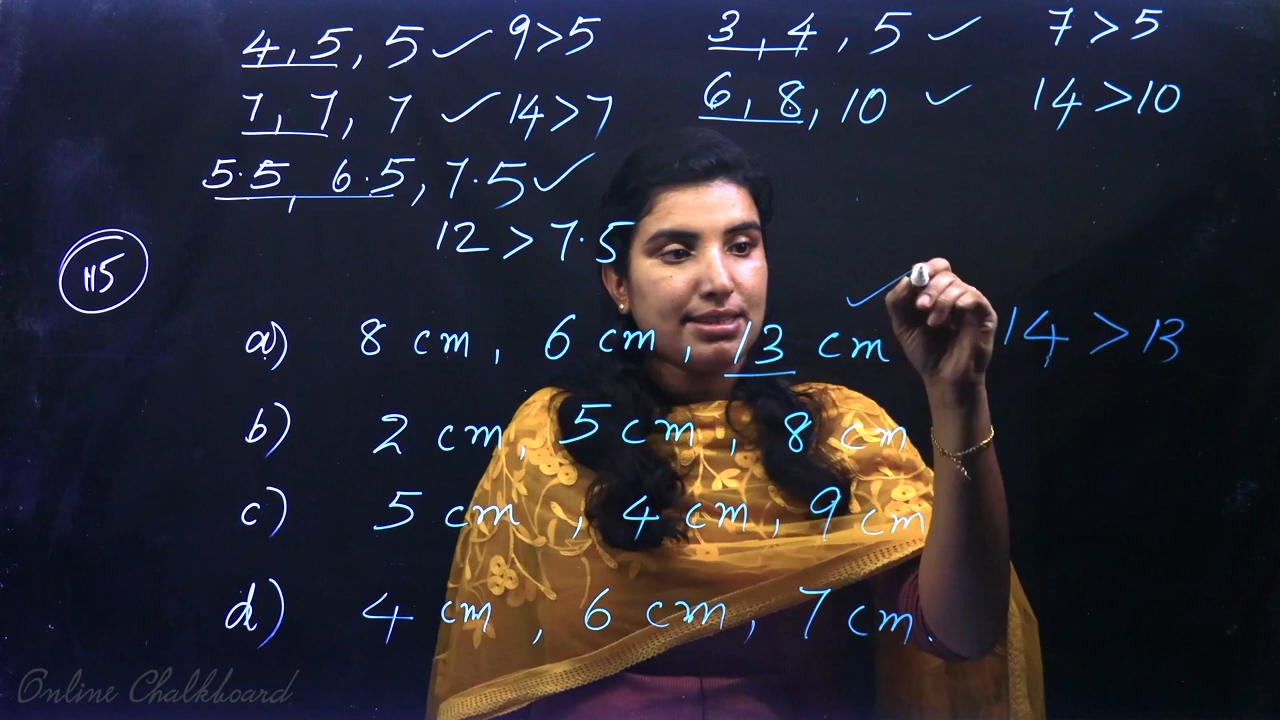 4, 5, 5 ✓ 9>5 3, 4, 5 ✓ 7>5
7, 7, 7 ✓ 14>7 6, 8, 10 ✓ 14>10
5.5, 6.5, 7.5 ✓
12 > 7.5
115
a) 8 cm, 6 cm, 13 cm ✓ 14 > 13
b) 2 cm, 5 cm, 8 cm
c) 5 cm, 4 cm, 9 cm
d) 4 cm, 6 cm, 7 cm.
Online Chalkboard